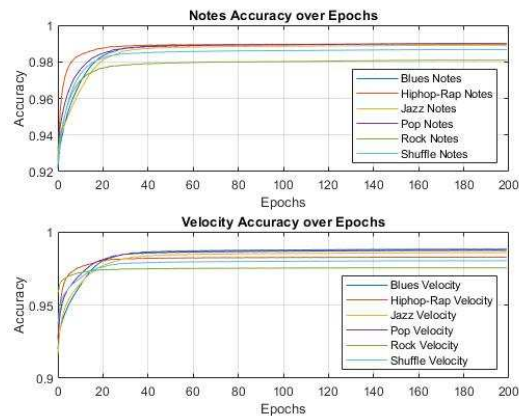 Notes Accuracy over Epochs
1
0.98
0.96
0.94
0.92
Accuracy
Blues Notes
Hiphop-Rap Notes
Jazz Notes
Pop Notes
Rock Notes
Shuffle Notes
0 20 40 60 80 100 120 140 160 180 200
Epochs
Velocity Accuracy over Epochs
1
0.95
0.9
Accuracy
Blues Velocity
Hiphop-Rap Velocity
Jazz Velocity
Pop Velocity
Rock Velocity
Shuffle Velocity
0 20 40 60 80 100 120 140 160 180 200
Epochs